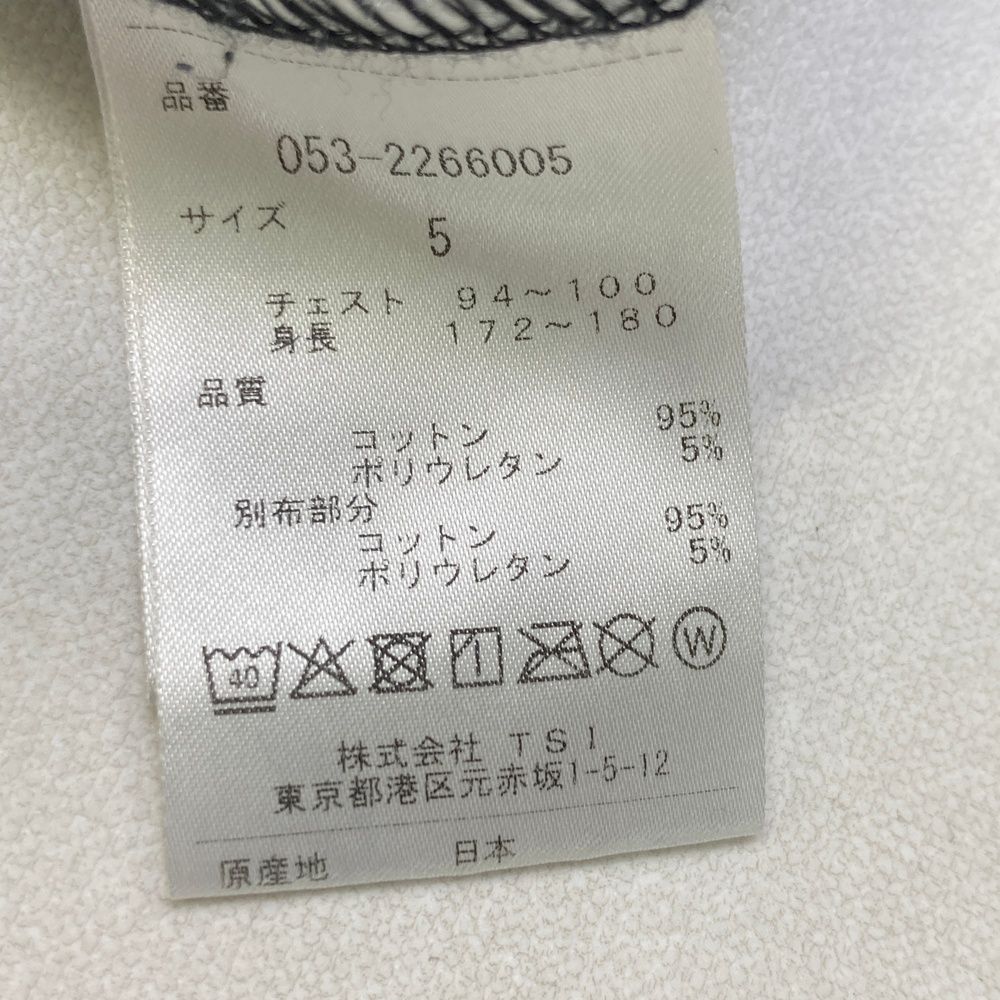 品番
053-2266005
サイズ 5
チェスト 94〜100
身長 172〜180
品質
コットン 95%
ポリウレタン 5%
別布部分
コットン 95%
ポリウレタン 5%
40 W
株式会社 TSI
東京都港区元赤坂1-5-12
原産地 日本